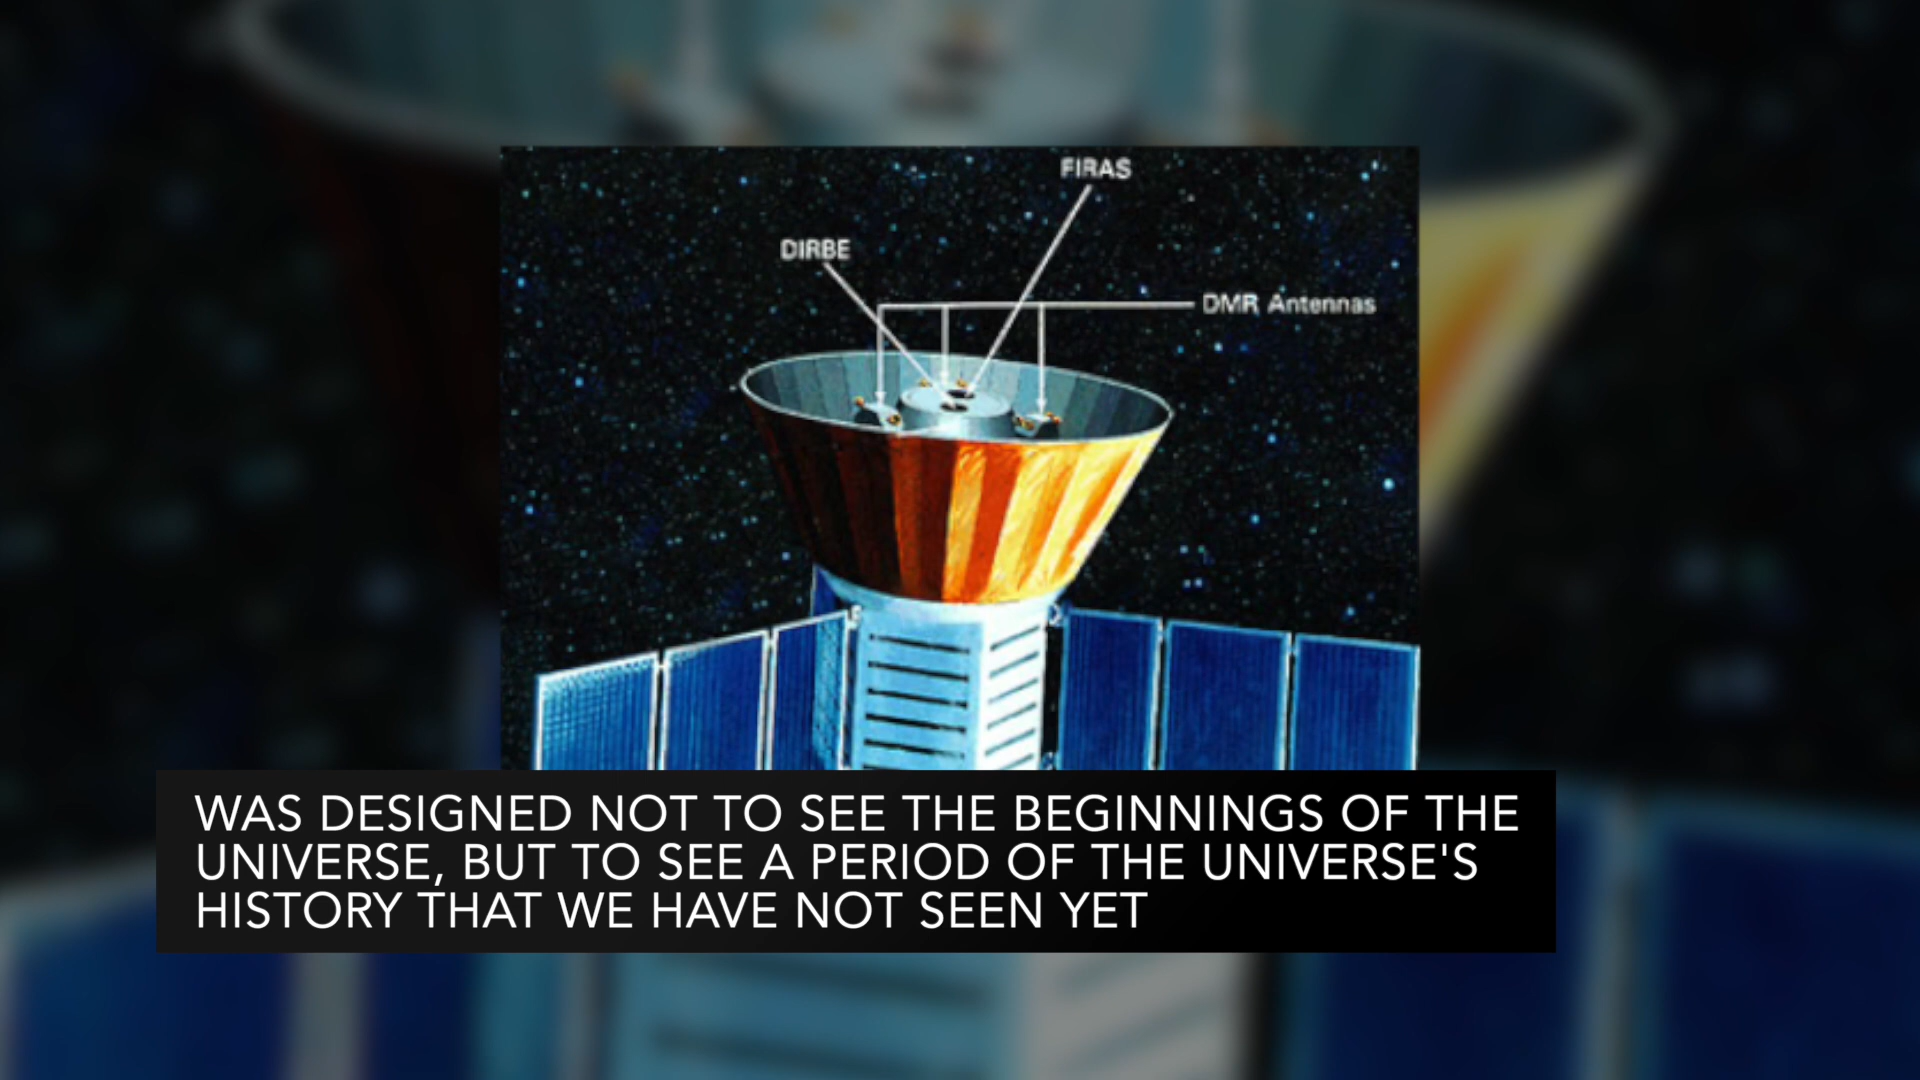 FIRAS
DIRBE
DMR Antennas
WAS DESIGNED NOT TO SEE THE BEGINNINGS OF THE
UNIVERSE, BUT TO SEE A PERIOD OF THE UNIVERSE'S
HISTORY THAT WE HAVE NOT SEEN YET